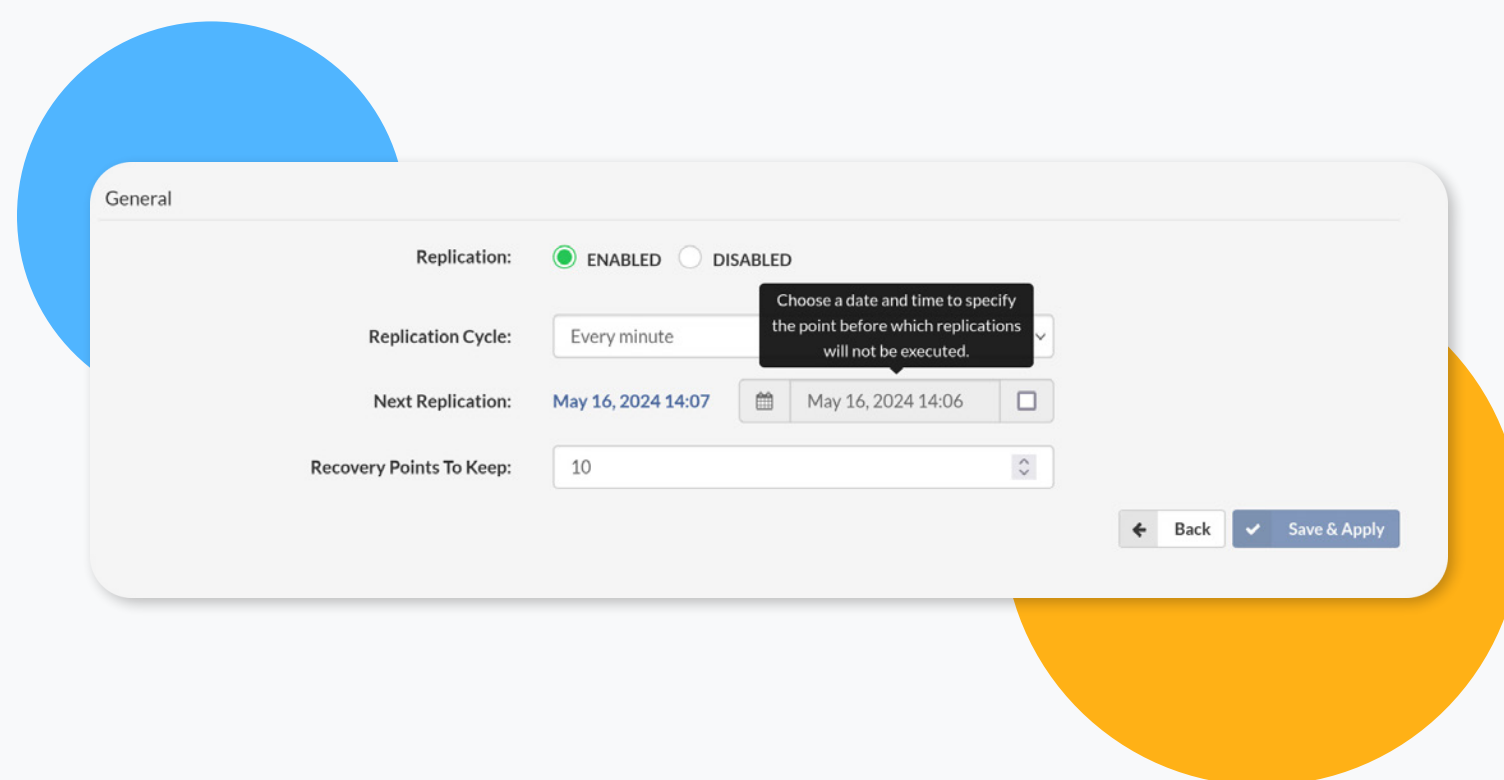 General
Replication: ENABLED DISABLED
Choose a date and time to specify
the point before which replications
will not be executed.
Replication Cycle: Every minute
Next Replication: May 16, 2024 14:07 May 16, 2024 14:06
Recovery Points To Keep: 10
Back Save & Apply